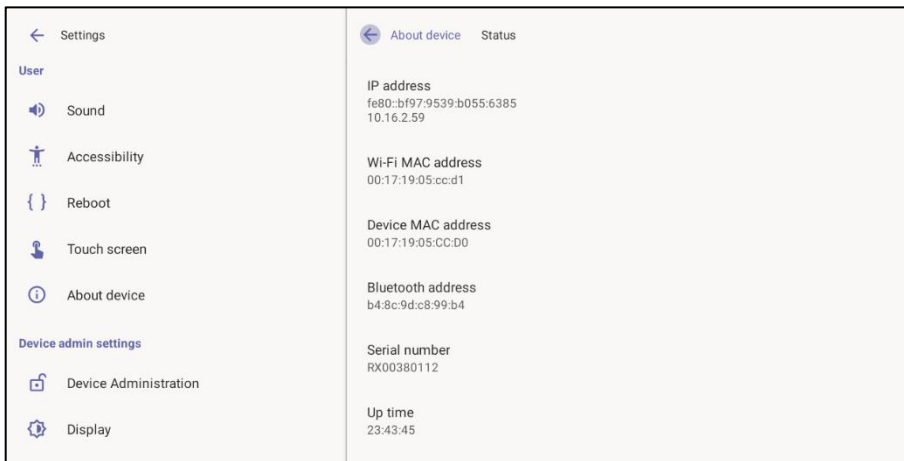 Settings
User
Sound
Accessibility
Reboot
Touch screen
About device
Device admin settings
Device Administration
Display
About device Status
IP address
fe80::bf97:9539:b055:6385
10.16.2.59
Wi-Fi MAC address
00:17:19:05:cc:d1
Device MAC address
00:17:19:05:CC:D0
Bluetooth address
b4:8c:9d:c8:99:b4
Serial number
RX00380112
Up time
23:43:45